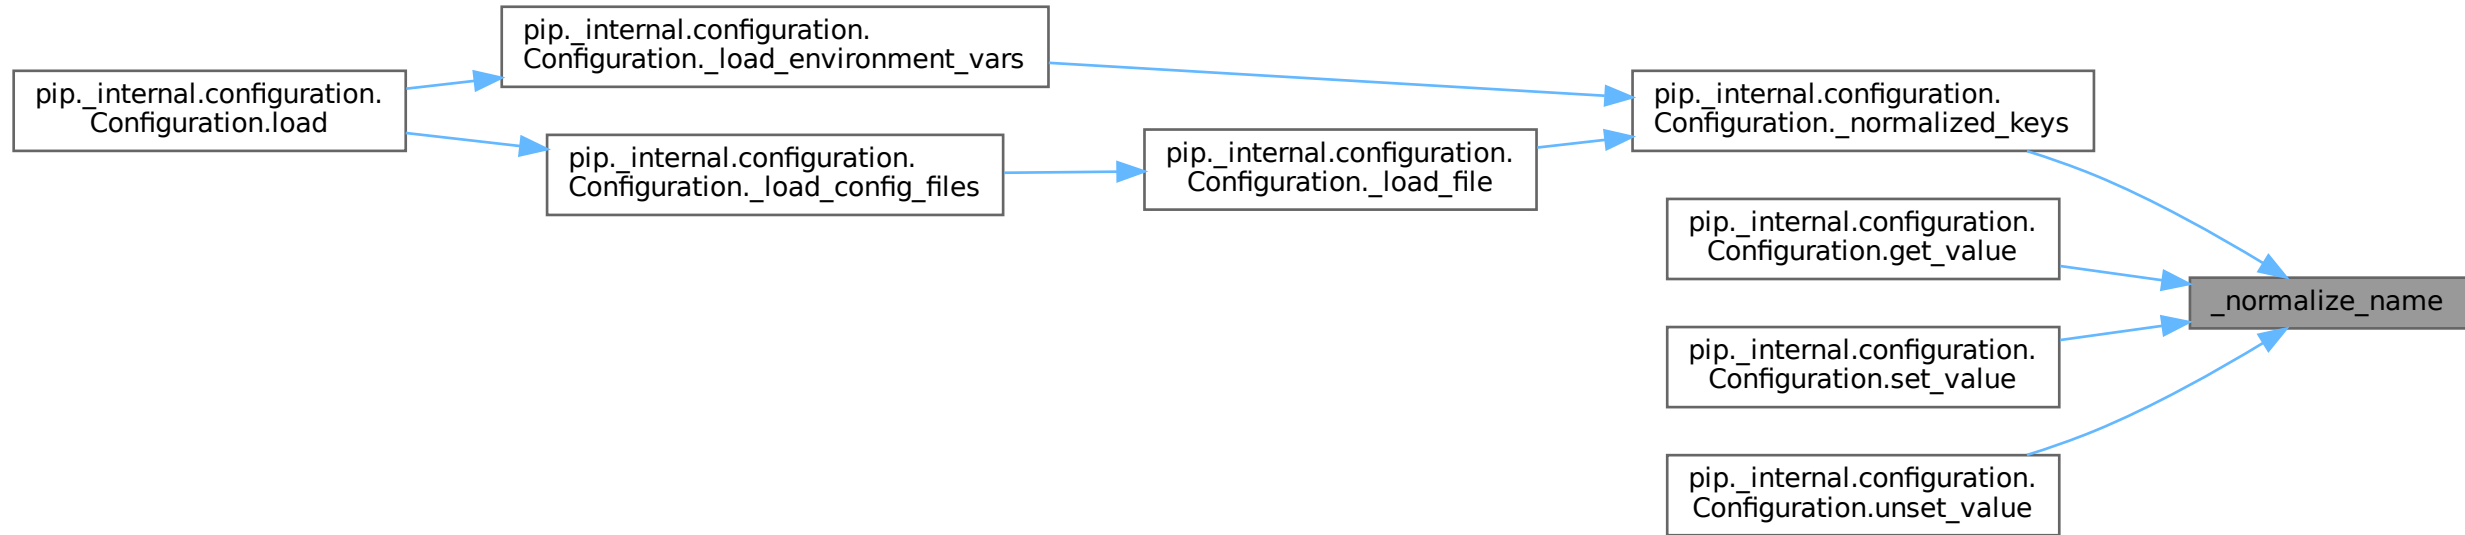 pip._internal.configuration.
Configuration.load
pip._internal.configuration.
Configuration._load_environment_vars
pip._internal.configuration.
Configuration._load_config_files
pip._internal.configuration.
Configuration._load_file
pip._internal.configuration.
Configuration._normalized_keys
pip._internal.configuration.
Configuration.get_value
pip._internal.configuration.
Configuration.set_value
pip._internal.configuration.
Configuration.unset_value
_normalize_name